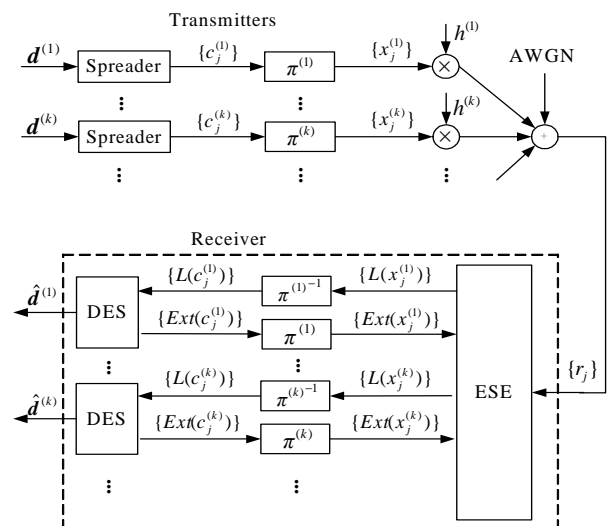 Transmitters
d^(1) Spreader {c_j^(1)} π^(1) {x_j^(1)} × h^(1) AWGN
d^(k) Spreader {c_j^(k)} π^(k) {x_j^(k)} × h^(k) +
Receiver
{L(c_j^(1))} π^(1)^-1 {L(x_j^(1))}
d̂^(1) DES
{Ext(c_j^(1))} π^(1) {Ext(x_j^(1))}
{r_j}
{L(c_j^(k))} π^(k)^-1 {L(x_j^(k))}
d̂^(k) DES ESE
{Ext(c_j^(k))} π^(k) {Ext(x_j^(k))}